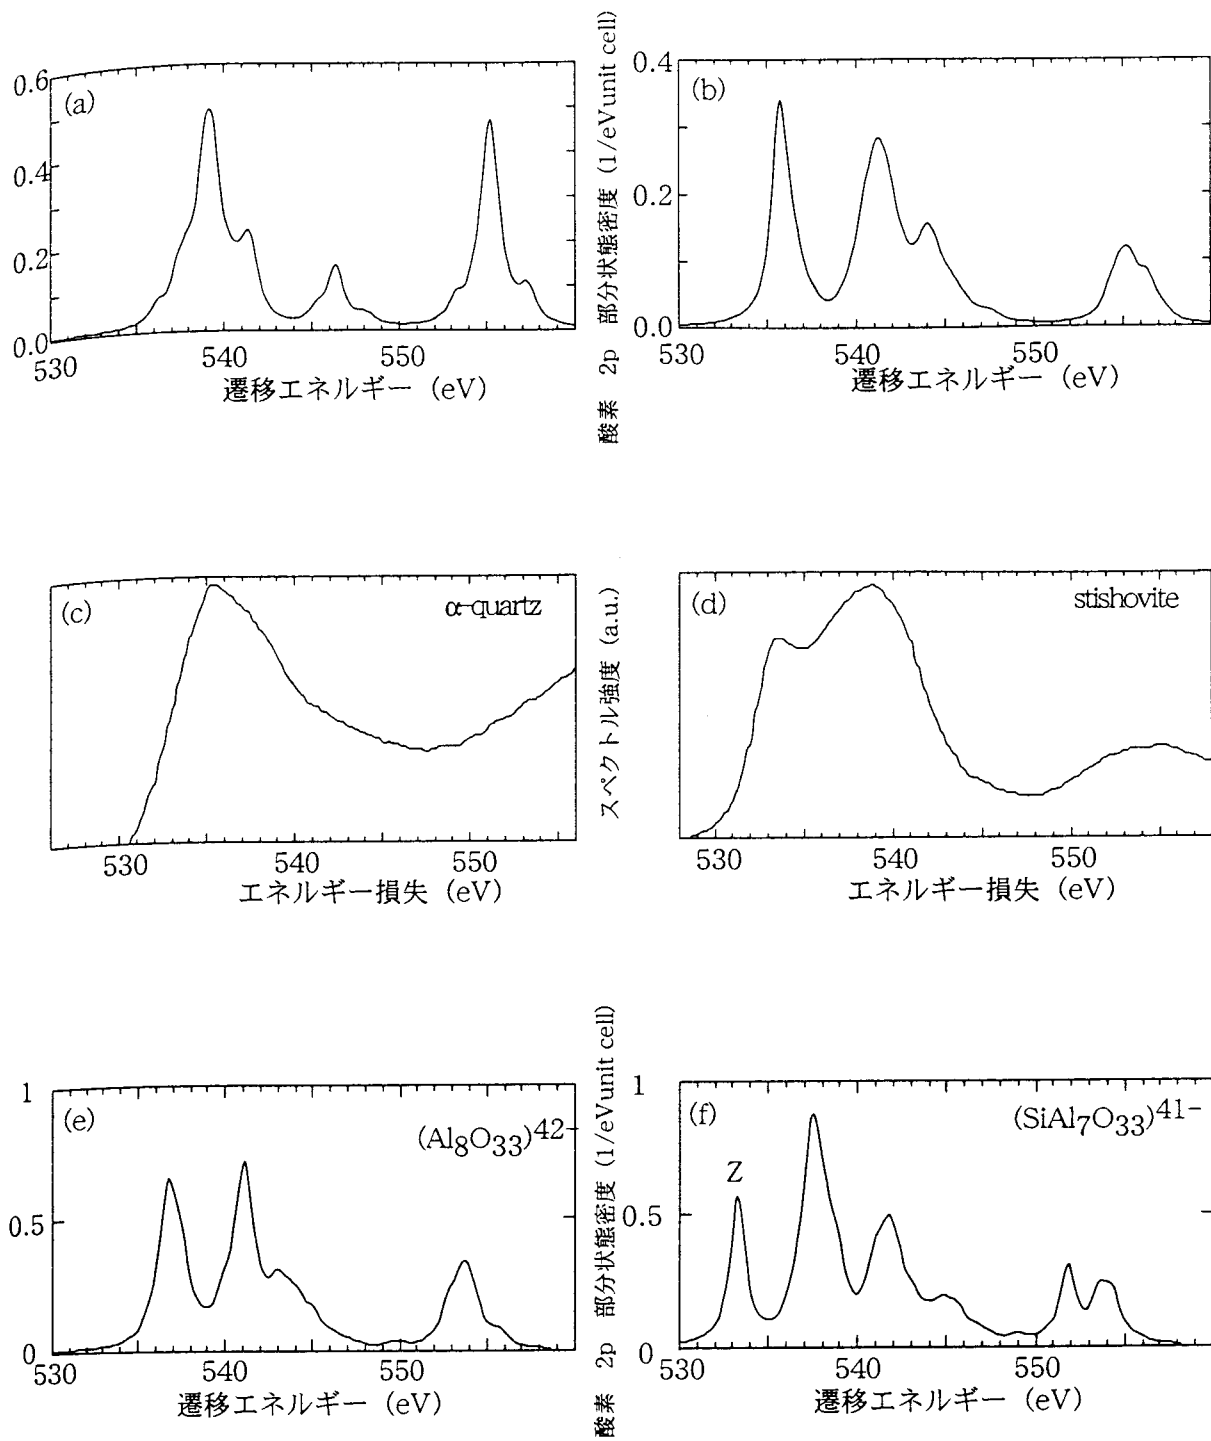 (a)
0.6
0.4
0.2
0.0
530
540
550
遷移エネルギー (eV)
酸素 2p 部分状態密度 (1/eVunit cell)
(b)
0.4
0.2
0.0
530
540
550
遷移エネルギー (eV)
(c)
α-quartz
530
540
550
エネルギー損失 (eV)
スペクトル強度 (a.u.)
(d)
stishovite
530
540
550
エネルギー損失 (eV)
(e)
(Al8O33)42-
1
0.5
0
530
540
550
遷移エネルギー (eV)
酸素 2p 部分状態密度 (1/eVunit cell)
(f)
(SiAl7O33)41-
Z
1
0.5
0
530
540
550
遷移エネルギー (eV)